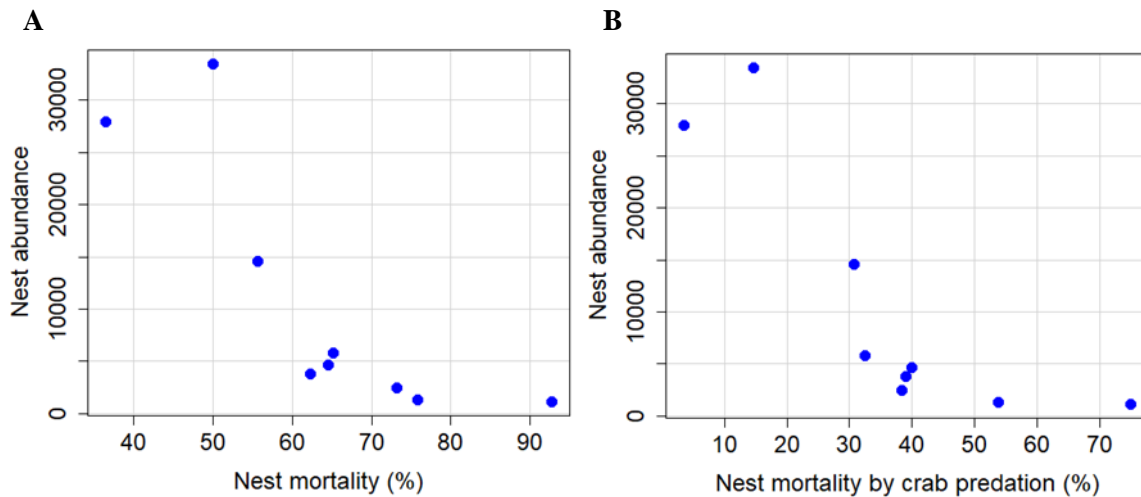 A
Nest abundance
30000
20000
10000
0
40 50 60 70 80 90
Nest mortality (%)
B
Nest abundance
30000
20000
10000
0
10 20 30 40 50 60 70
Nest mortality by crab predation (%)